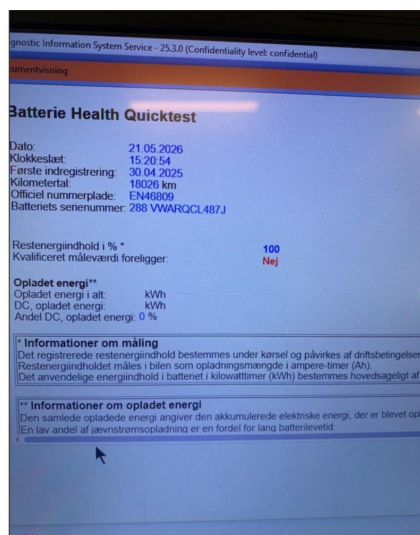 gnostic Information System Service - 25.3.0 (Confidentiality level: confidential)
umentvisning
Batterie Health Quicktest
Dato: 21.05.2026
Klokkeslæt: 15:20:54
Første indregistrering: 30.04.2025
Kilometertal: 18026 km
Officiel nummerplade: EN46809
Batteriets serienummer: 288 VWARQCL487J
Restenergiindhold i % * 100
Kvalificeret måleværdi foreligger: Nej
Opladet energi**
Opladet energi i alt: kWh
DC, opladet energi: kWh
Andel DC, opladet energi: 0 %
* Informationer om måling
Det registrerede restenergiindhold bestemmes under kørsel og påvirkes af driftsbetingelser
Restenergiindholdet måles i bilen som opladningsmængde i ampere-timer (Ah).
Det anvendelige energiindhold i batteriet i kilowatttimer (kWh) bestemmes hovedsageligt af
** Informationer om opladet energi
Den samlede opladede energi angiver den akkumulerede elektriske energi, der er blevet opl
En lav andel af jævnstrømsopladning er en fordel for lang batterilevetid.